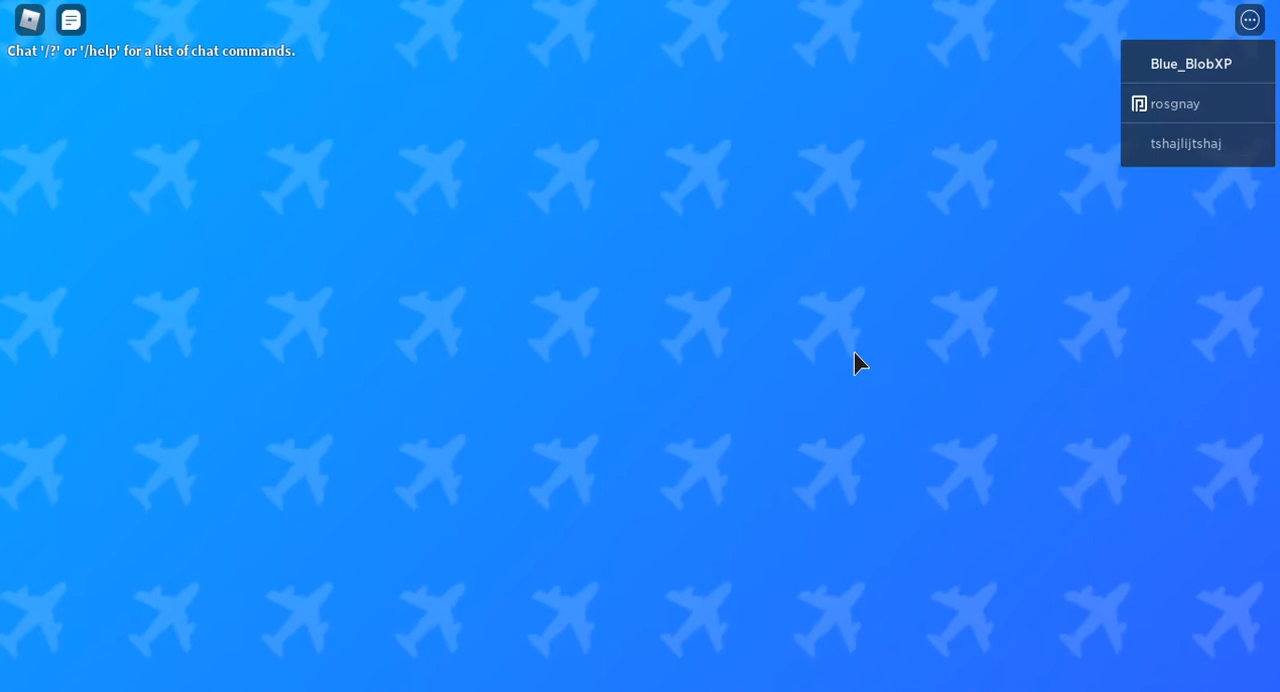 Chat '/?' or '/help' for a list of chat commands.
Blue_BlobXP
rosgnay
tshajlijtshaj